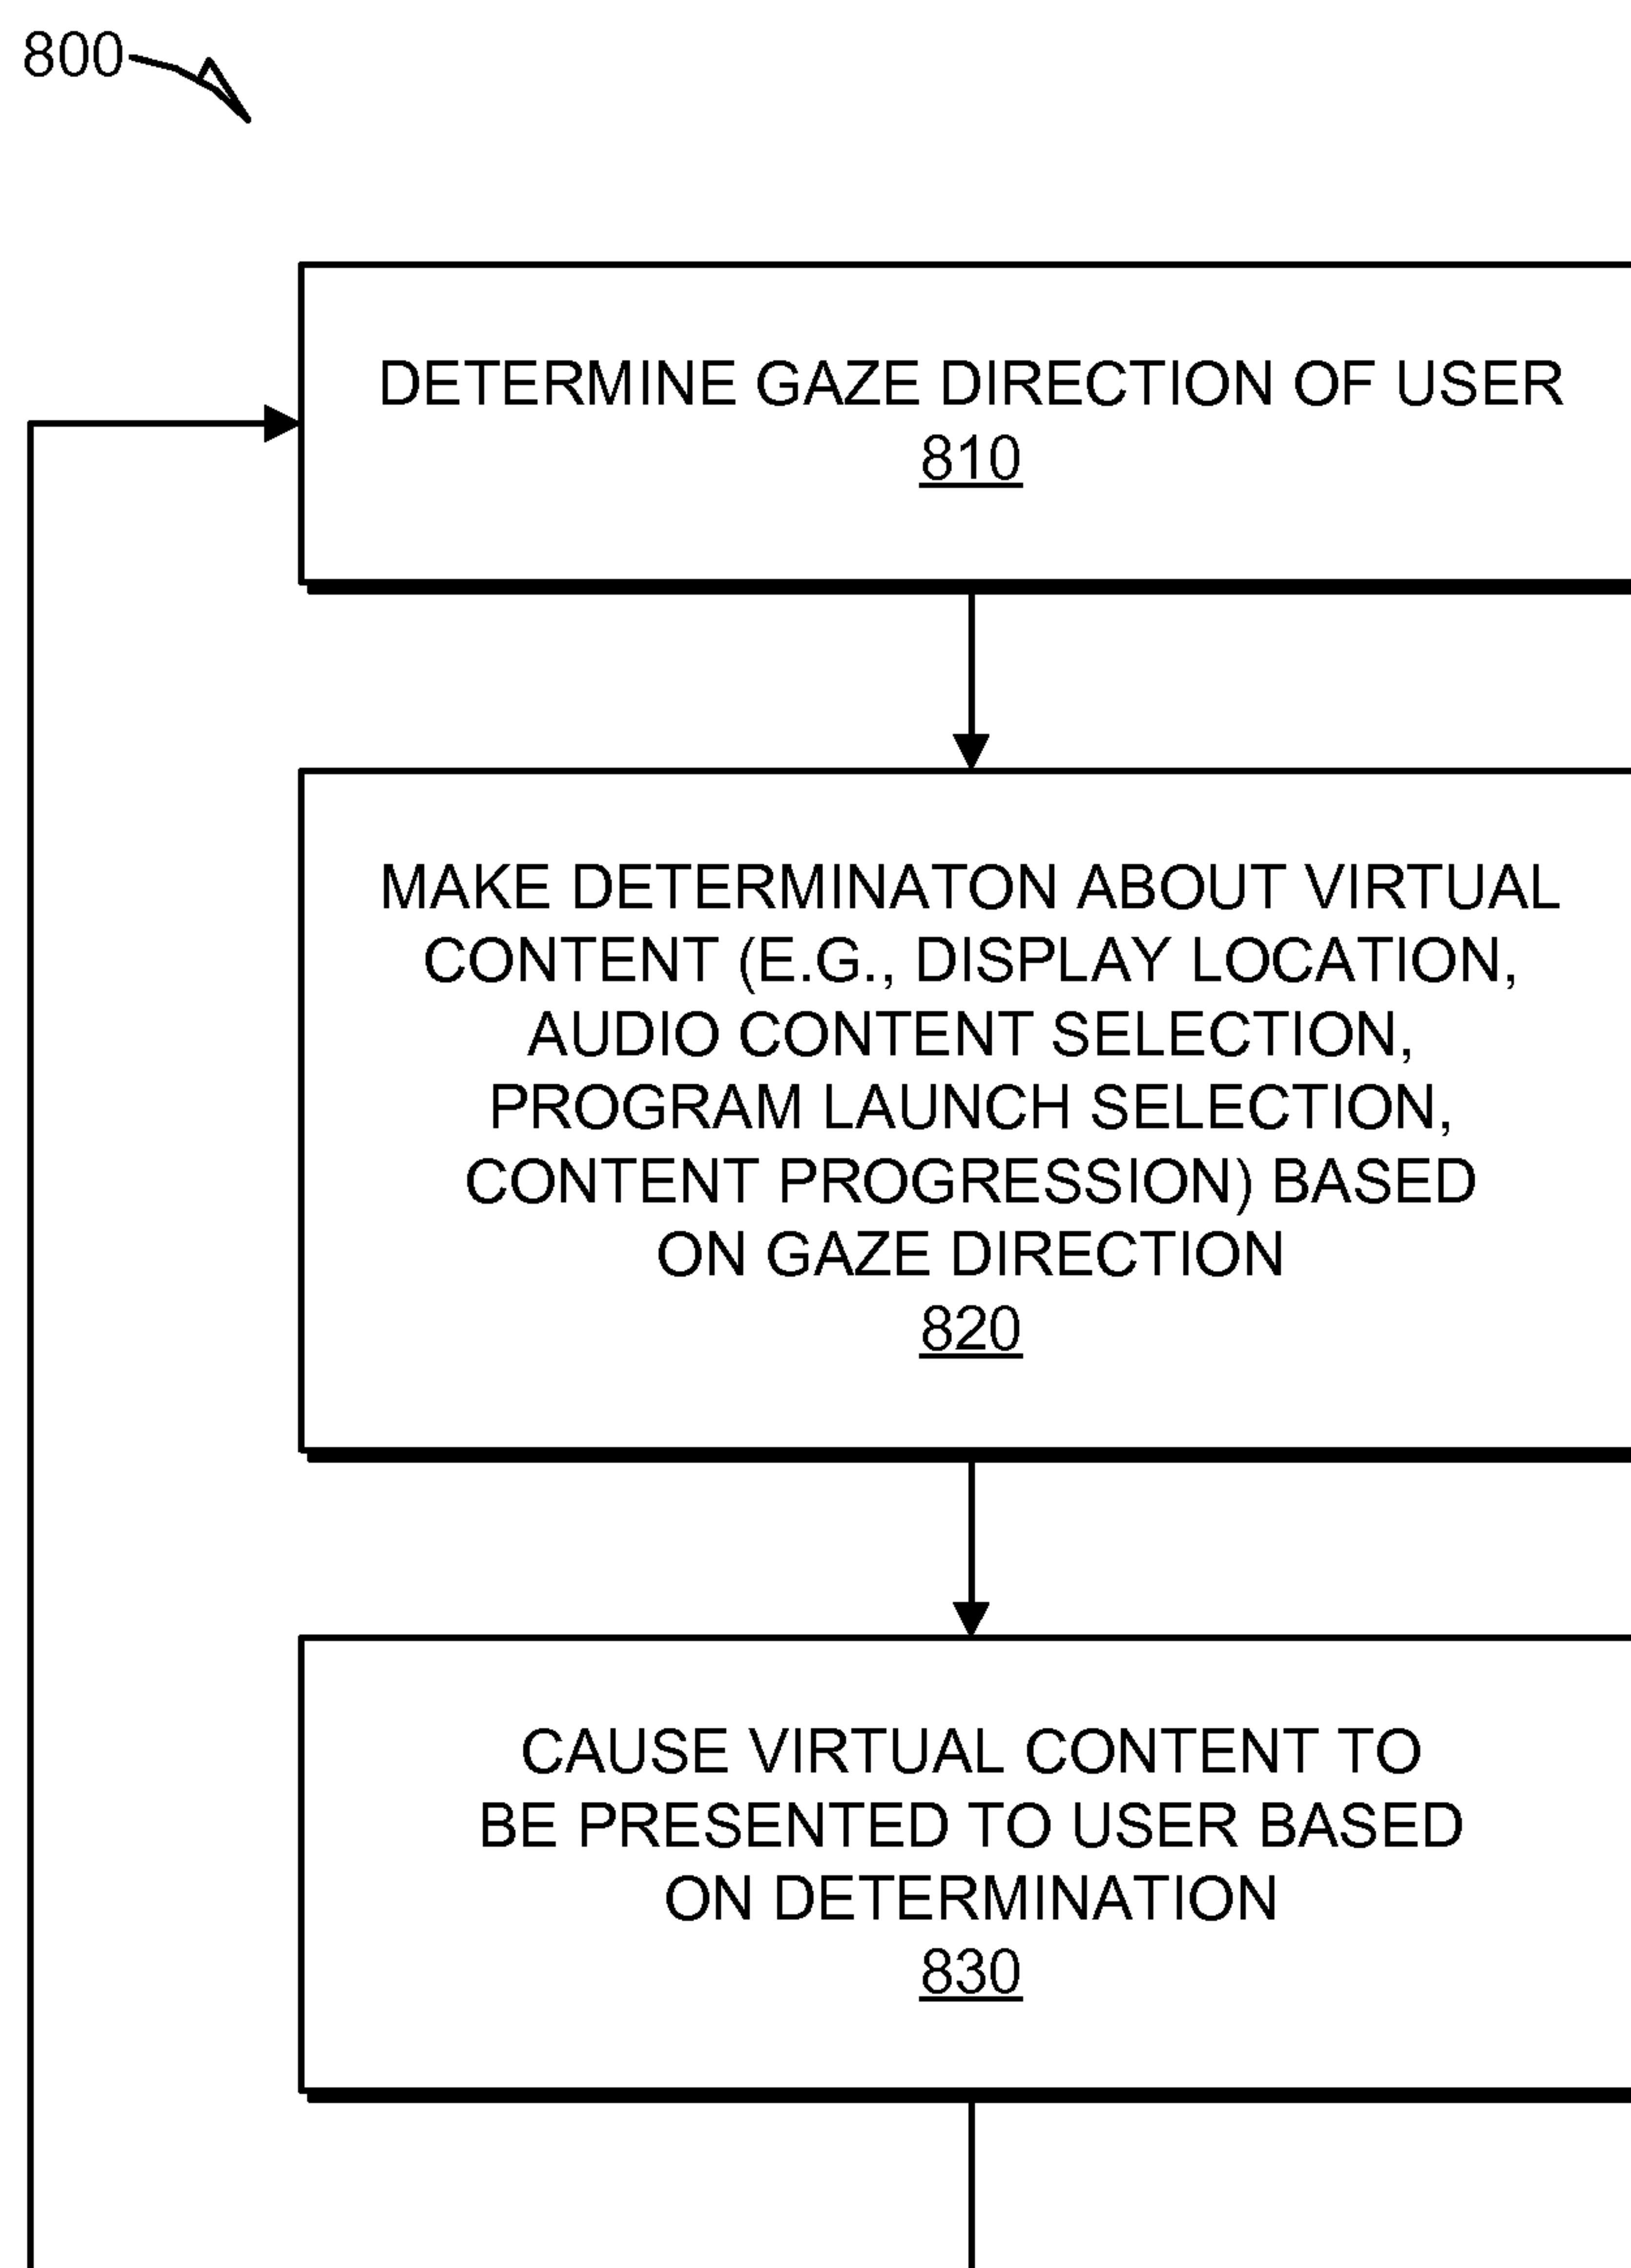 800
DETERMINE GAZE DIRECTION OF USER
810
MAKE DETERMINATON ABOUT VIRTUAL
CONTENT (E.G., DISPLAY LOCATION,
AUDIO CONTENT SELECTION,
PROGRAM LAUNCH SELECTION,
CONTENT PROGRESSION) BASED
ON GAZE DIRECTION
820
CAUSE VIRTUAL CONTENT TO
BE PRESENTED TO USER BASED
ON DETERMINATION
830